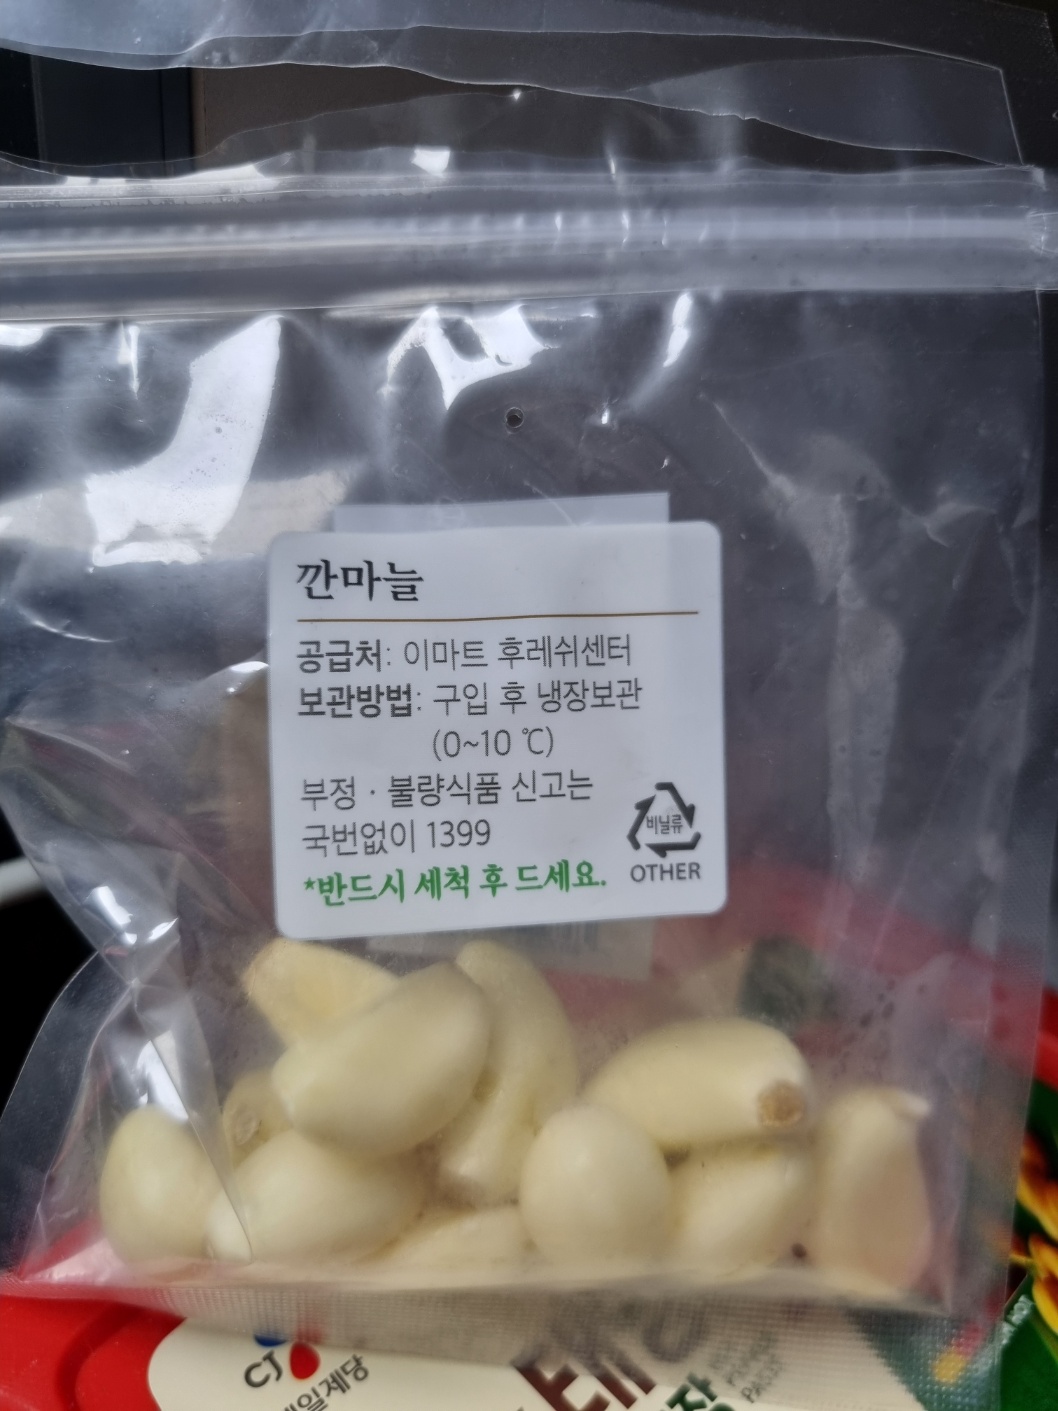 깐마늘
공급처: 이마트 후레쉬센터
보관방법: 구입 후 냉장보관
(0~10 ℃)
부정 · 불량식품 신고는
국번없이 1399
*반드시 세척 후 드세요.
비닐류
OTHER
CJ
일제당
장